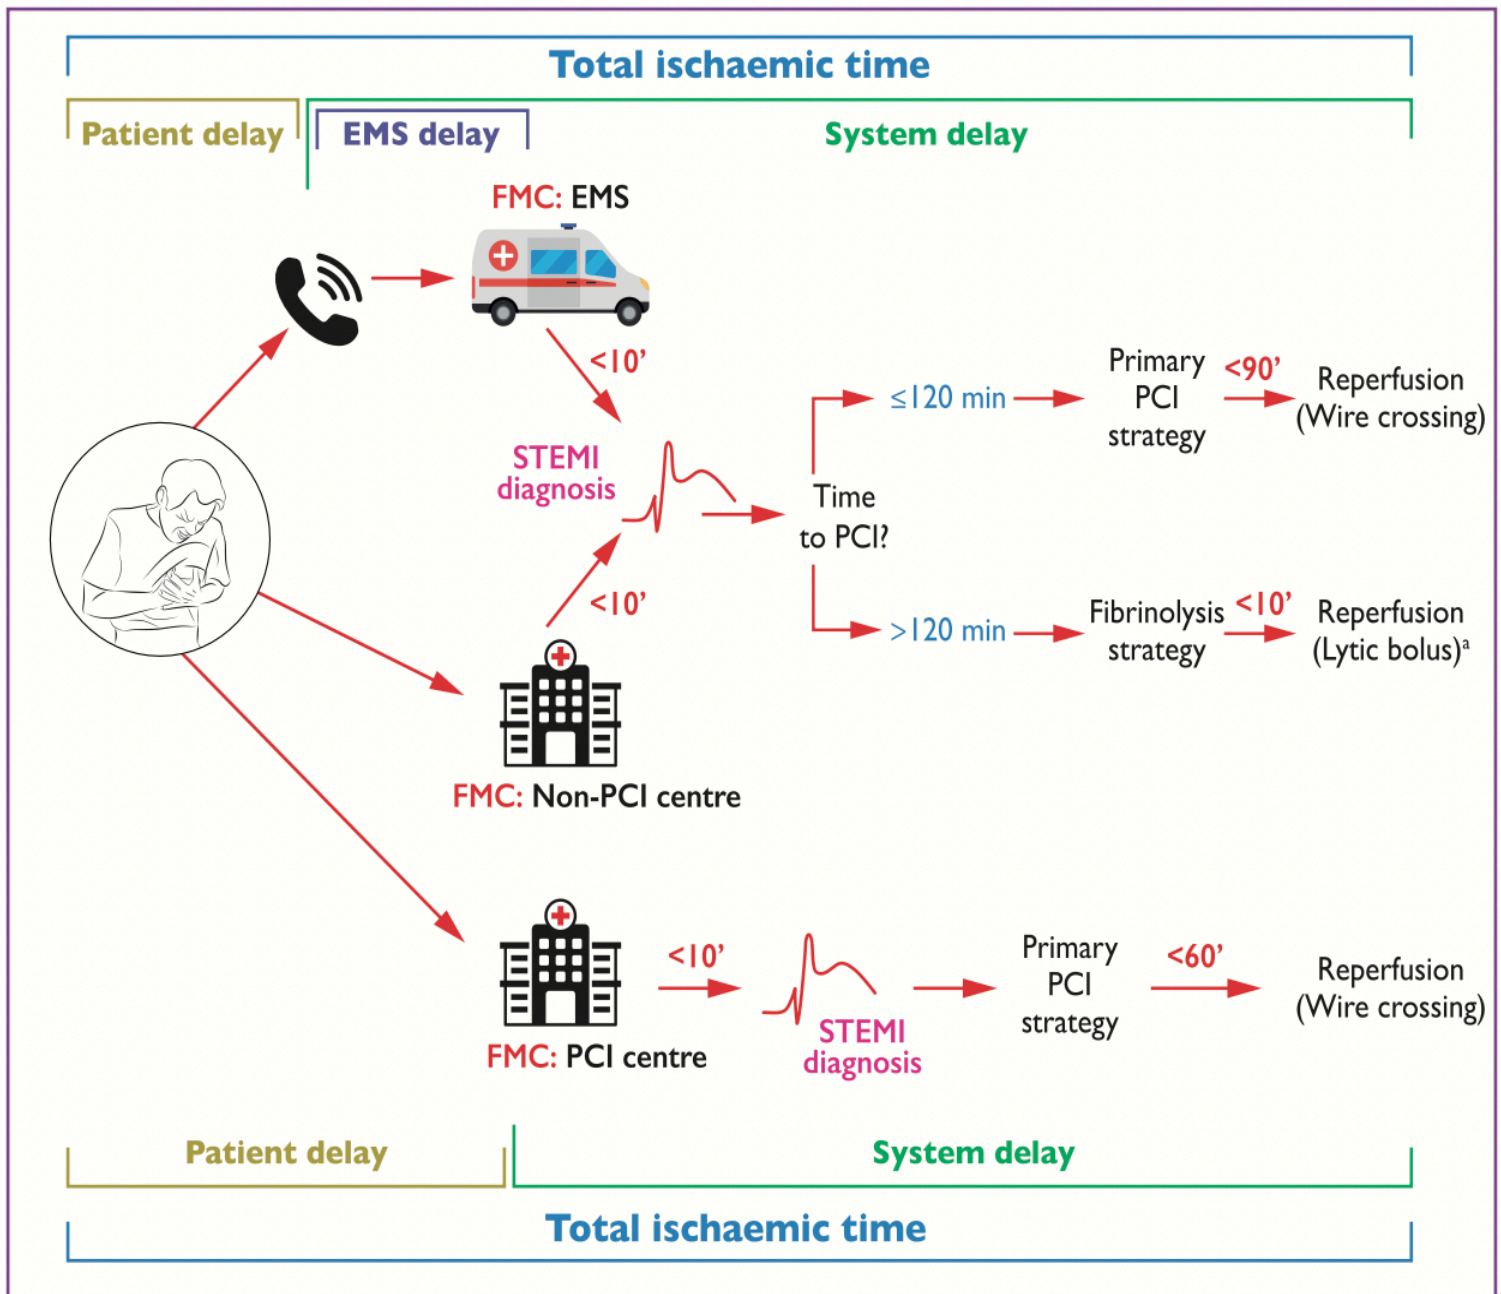 Total ischaemic time
Patient delay
EMS delay
System delay
FMC: EMS
<10’
STEMI
diagnosis
<10’
FMC: Non-PCI centre
Time
to PCI?
≤120 min
Primary
PCI
strategy
<90’
Reperfusion
(Wire crossing)
>120 min
Fibrinolysis
strategy
<10’
Reperfusion
(Lytic bolus)ᵃ
FMC: PCI centre
<10’
STEMI
diagnosis
Primary
PCI
strategy
<60’
Reperfusion
(Wire crossing)
Patient delay
System delay
Total ischaemic time